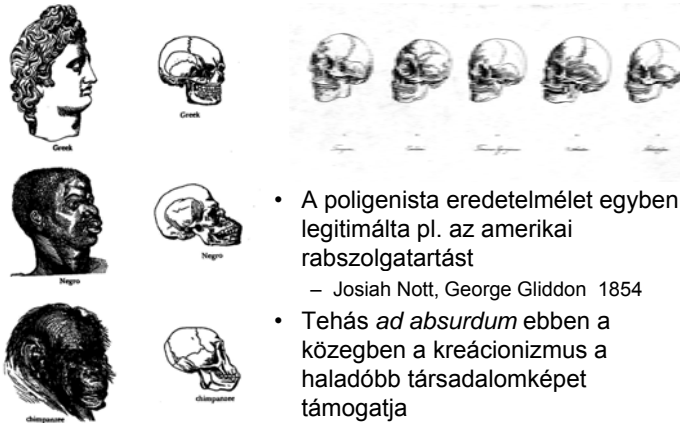 Greek
Greek
Negro
Negro
chimpanzee
chimpanzee
• A poligenista eredetelmélet egyben
legitimálta pl. az amerikai
rabszolgatartást
– Josiah Nott, George Gliddon 1854
• Tehás ad absurdum ebben a
közegben a kreácionizmus a
haladóbb társadalomképet
támogatja